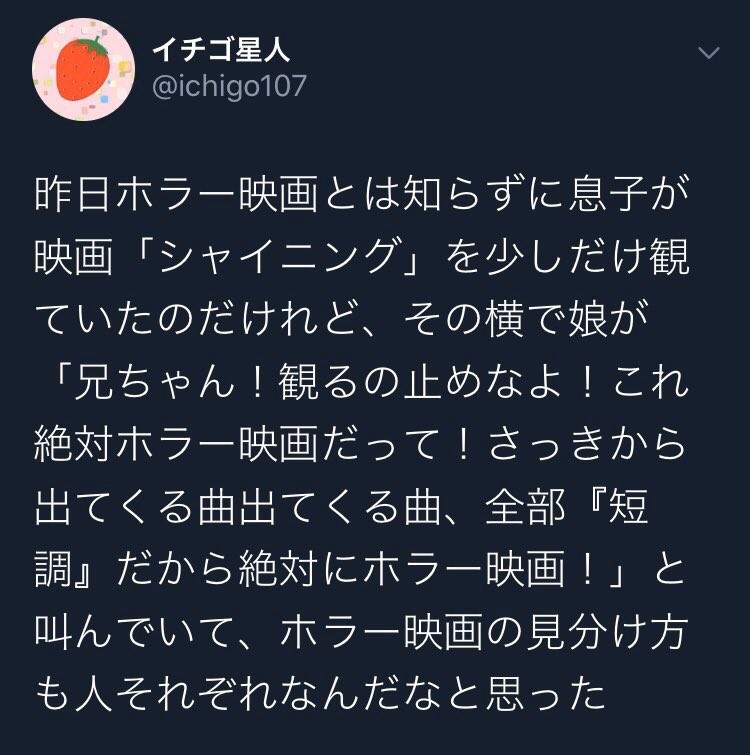 イチゴ星人
@ichigo107
昨日ホラー映画とは知らずに息子が
映画「シャイニング」を少しだけ観
ていたのだけれど、その横で娘が
「兄ちゃん！観るの止めなよ！これ
絶対ホラー映画だって！さっきから
出てくる曲出てくる曲、全部『短
調』だから絶対にホラー映画！」と
叫んでいて、ホラー映画の見分け方
も人それぞれなんだなと思った